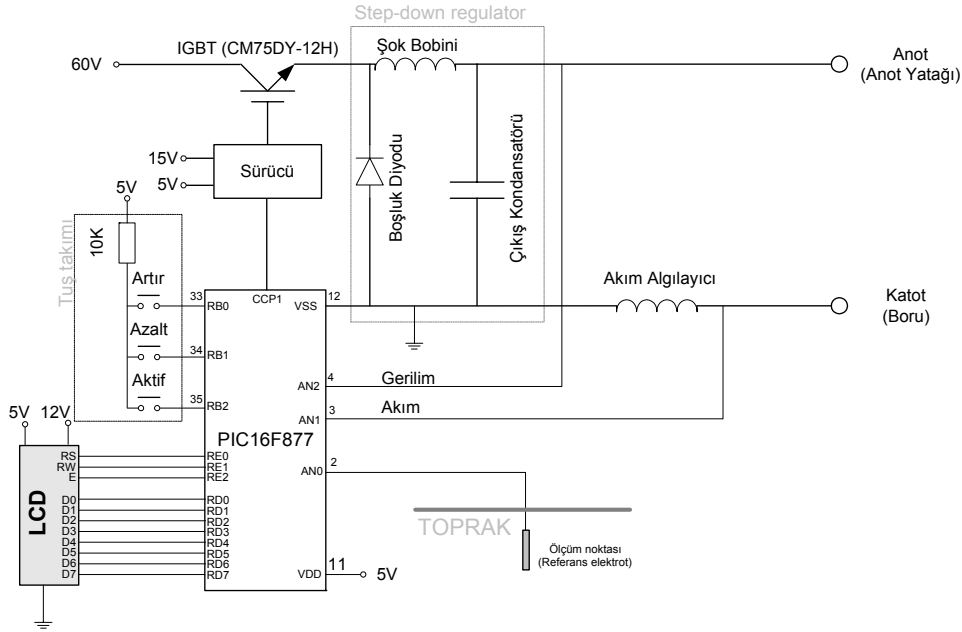 Step-down regulator
IGBT (CM75DY-12H)
Şok Bobini
60V
Anot
(Anot Yatağı)
15V
5V
Sürücü
Boşluk Diyodu
Çıkış Kondansatörü
5V
Tuş takımı
10K
Artır
33
RB0
CCP1
VSS
12
Akım Algılayıcı
Katot
(Boru)
Azalt
34
RB1
Aktif
35
RB2
AN2
4
Gerilim
AN1
3
Akım
PIC16F877
5V
12V
LCD
RS
RE0
RW
RE1
E
RE2
AN0
2
D0
RD0
D1
RD1
D2
RD2
D3
RD3
D4
RD4
D5
RD5
D6
RD6
D7
RD7
TOPRAK
Ölçüm noktası
(Referans elektrot)
VDD
11
5V